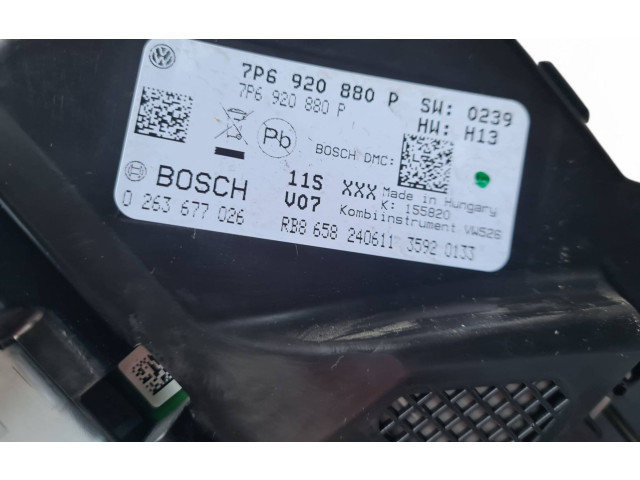 7P6 920 880 P SW: 0239
7P6 920 880 P HW: H13
Pb BOSCH DMC:
BOSCH 11S XXX Made in Hungary
V07 K: 155820
0 263 677 026 Kombiinstrument VW526
RB8 658 240611 3592 0133